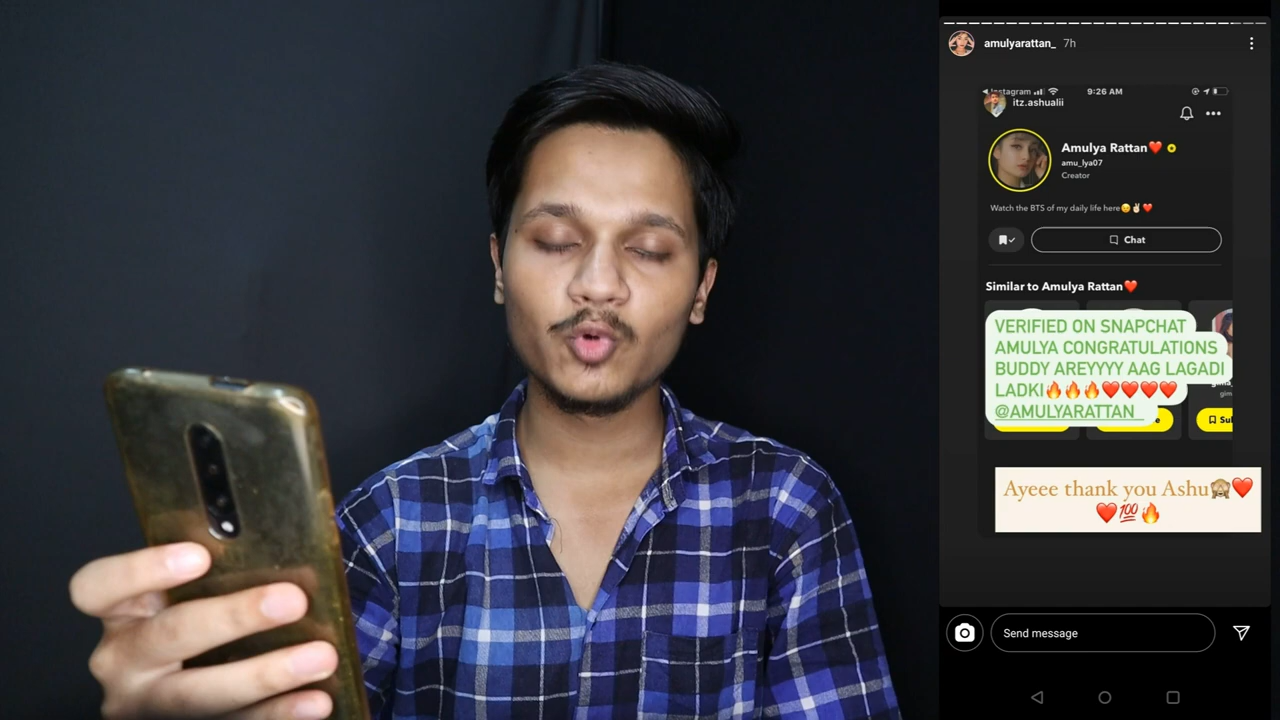 amulyarattan_ 7h
Instagram
9:26 AM
itz.ashualii
Amulya Rattan❤️
amu_lya07
Creator
Watch the BTS of my daily life here😊✌🏻❤️
Chat
Similar to Amulya Rattan❤️
VERIFIED ON SNAPCHAT
AMULYA CONGRATULATIONS
BUDDY AREYYYY AAG LAGADI
LADKI🔥🔥🔥❤️❤️❤️❤️
@AMULYARATTAN_
Ayeee thank you Ashu🙈❤️
❤️💯🔥
Send message